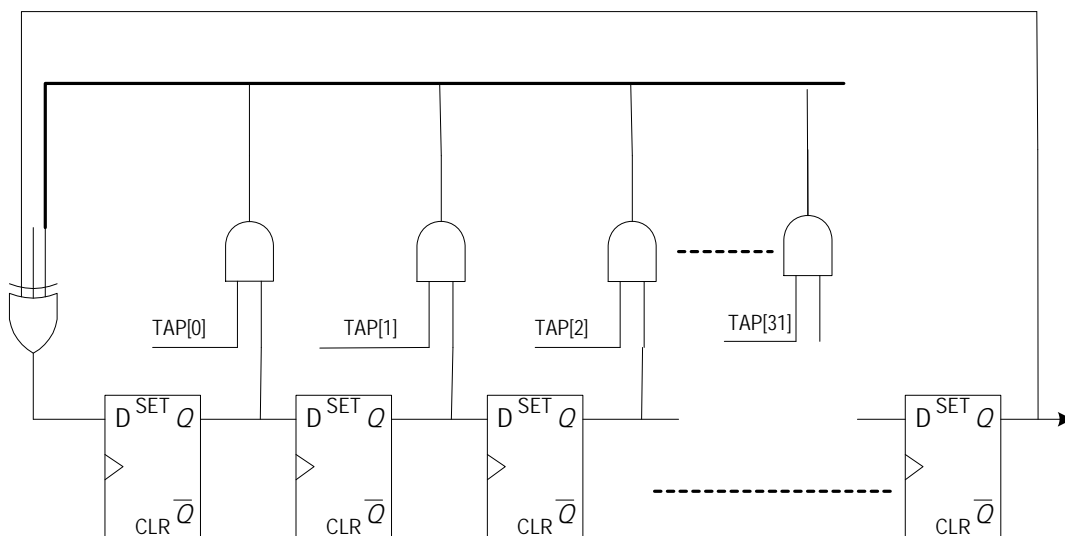 TAP[0]
TAP[1]
TAP[2]
TAP[31]
D SET Q
D SET Q
D SET Q
D SET Q
CLR Q̅
CLR Q̅
CLR Q̅
CLR Q̅